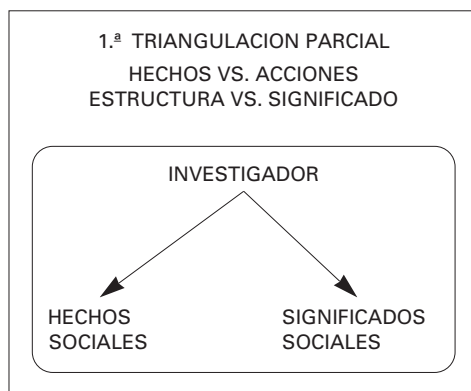 1.ª TRIANGULACION PARCIAL
HECHOS VS. ACCIONES
ESTRUCTURA VS. SIGNIFICADO
INVESTIGADOR
HECHOS
SOCIALES
SIGNIFICADOS
SOCIALES